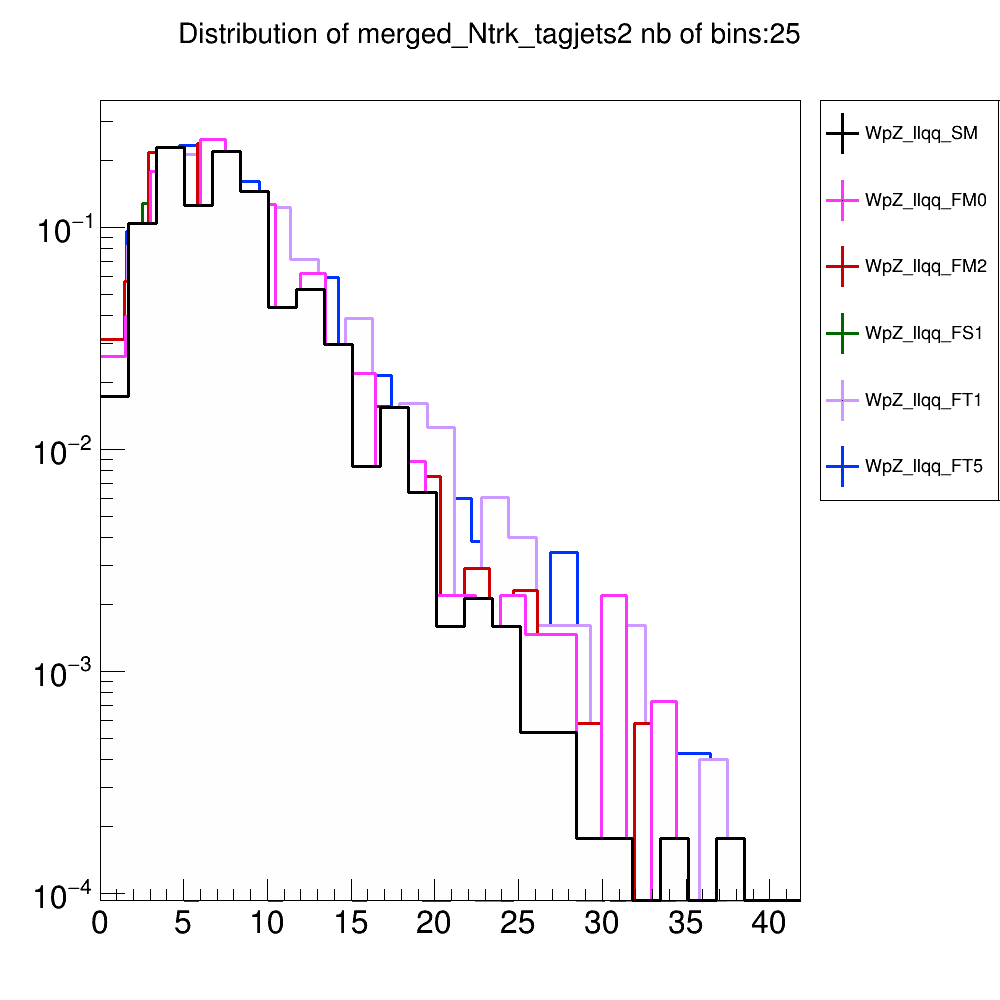 Distribution of merged_Ntrk_tagjets2 nb of bins:25
WpZ_llqq_SM
WpZ_llqq_FM0
WpZ_llqq_FM2
WpZ_llqq_FS1
WpZ_llqq_FT1
WpZ_llqq_FT5
10⁻¹
10⁻²
10⁻³
10⁻⁴
0 5 10 15 20 25 30 35 40